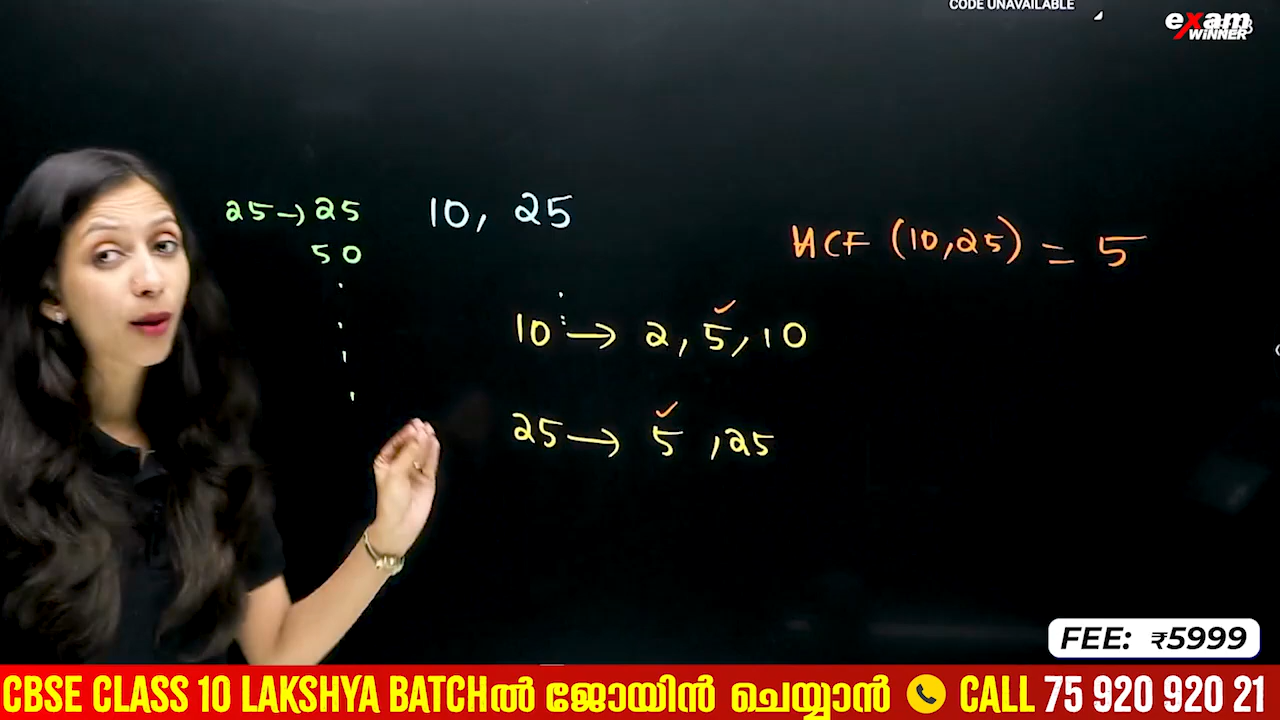 CODE UNAVAILABLE
exam
WiNNER
25→25
50
10, 25
HCF (10,25) = 5
10 → 2, 5, 10
25 → 5 , 25
FEE: ₹5999
CBSE CLASS 10 LAKSHYA BATCHൽ ജോയിൻ ചെയ്യാൻ CALL 75 920 920 21